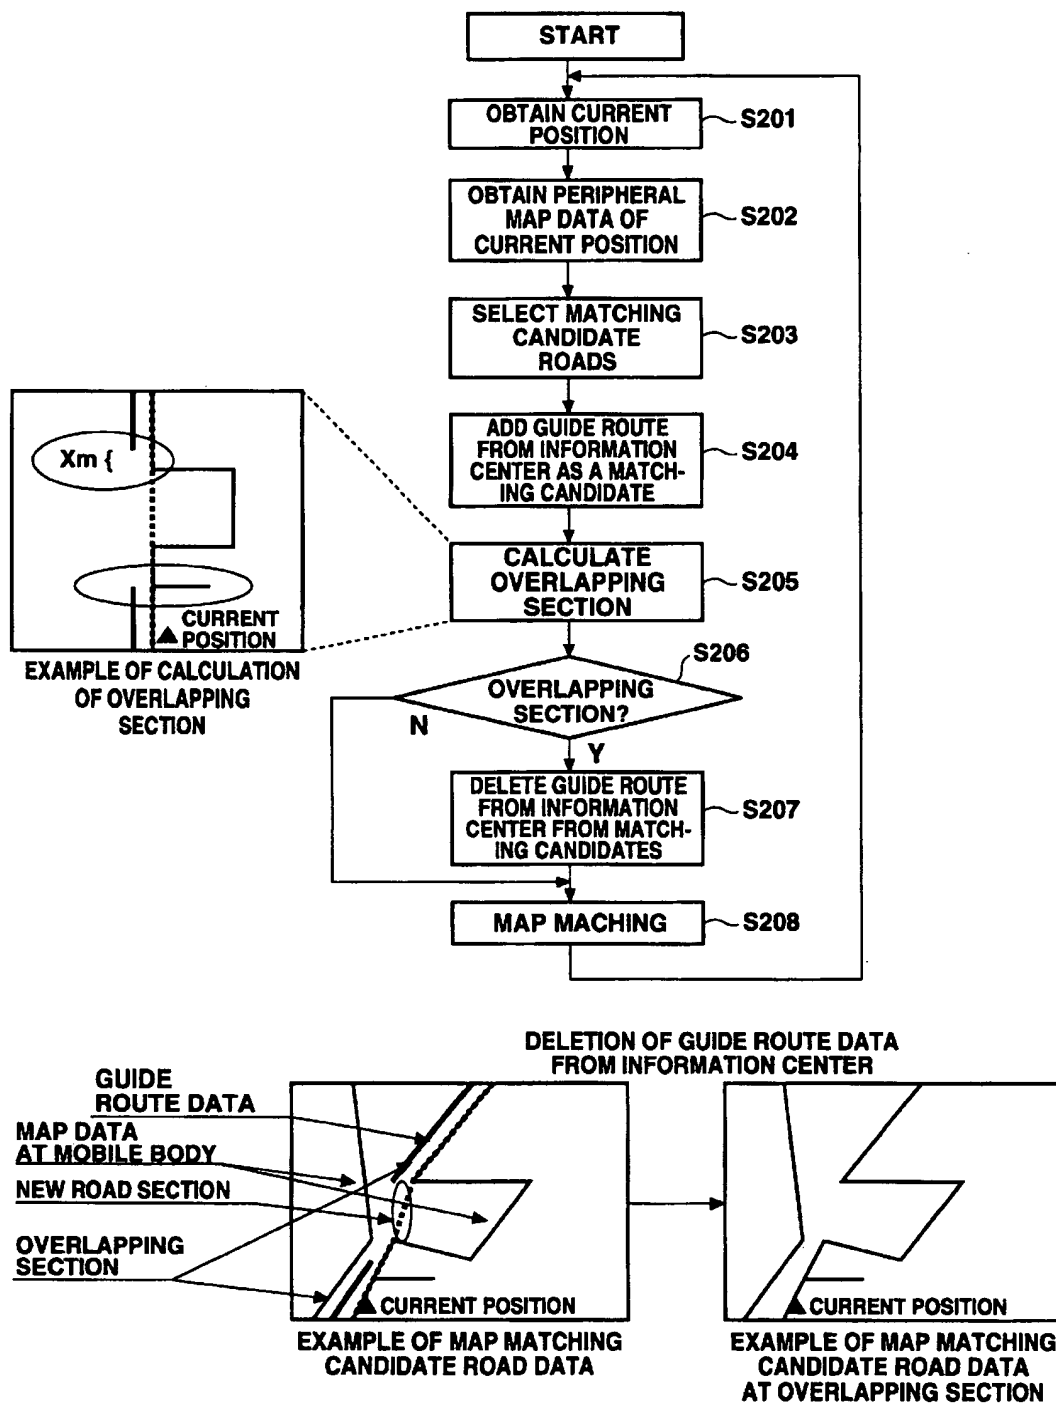 START
OBTAIN CURRENT
POSITION
S201
OBTAIN PERIPHERAL
MAP DATA OF
CURRENT POSITION
S202
SELECT MATCHING
CANDIDATE
ROADS
S203
ADD GUIDE ROUTE
FROM INFORMATION
CENTER AS A MATCH-
ING CANDIDATE
S204
Xm {
CURRENT
POSITION
EXAMPLE OF CALCULATION
OF OVERLAPPING
SECTION
CALCULATE
OVERLAPPING
SECTION
S205
S206
OVERLAPPING
SECTION?
N
Y
DELETE GUIDE ROUTE
FROM INFORMATION
CENTER FROM MATCH-
ING CANDIDATES
S207
MAP MACHING
S208
DELETION OF GUIDE ROUTE DATA
FROM INFORMATION CENTER
GUIDE
ROUTE DATA
MAP DATA
AT MOBILE BODY
NEW ROAD SECTION
OVERLAPPING
SECTION
CURRENT POSITION
EXAMPLE OF MAP MATCHING
CANDIDATE ROAD DATA
CURRENT POSITION
EXAMPLE OF MAP MATCHING
CANDIDATE ROAD DATA
AT OVERLAPPING SECTION